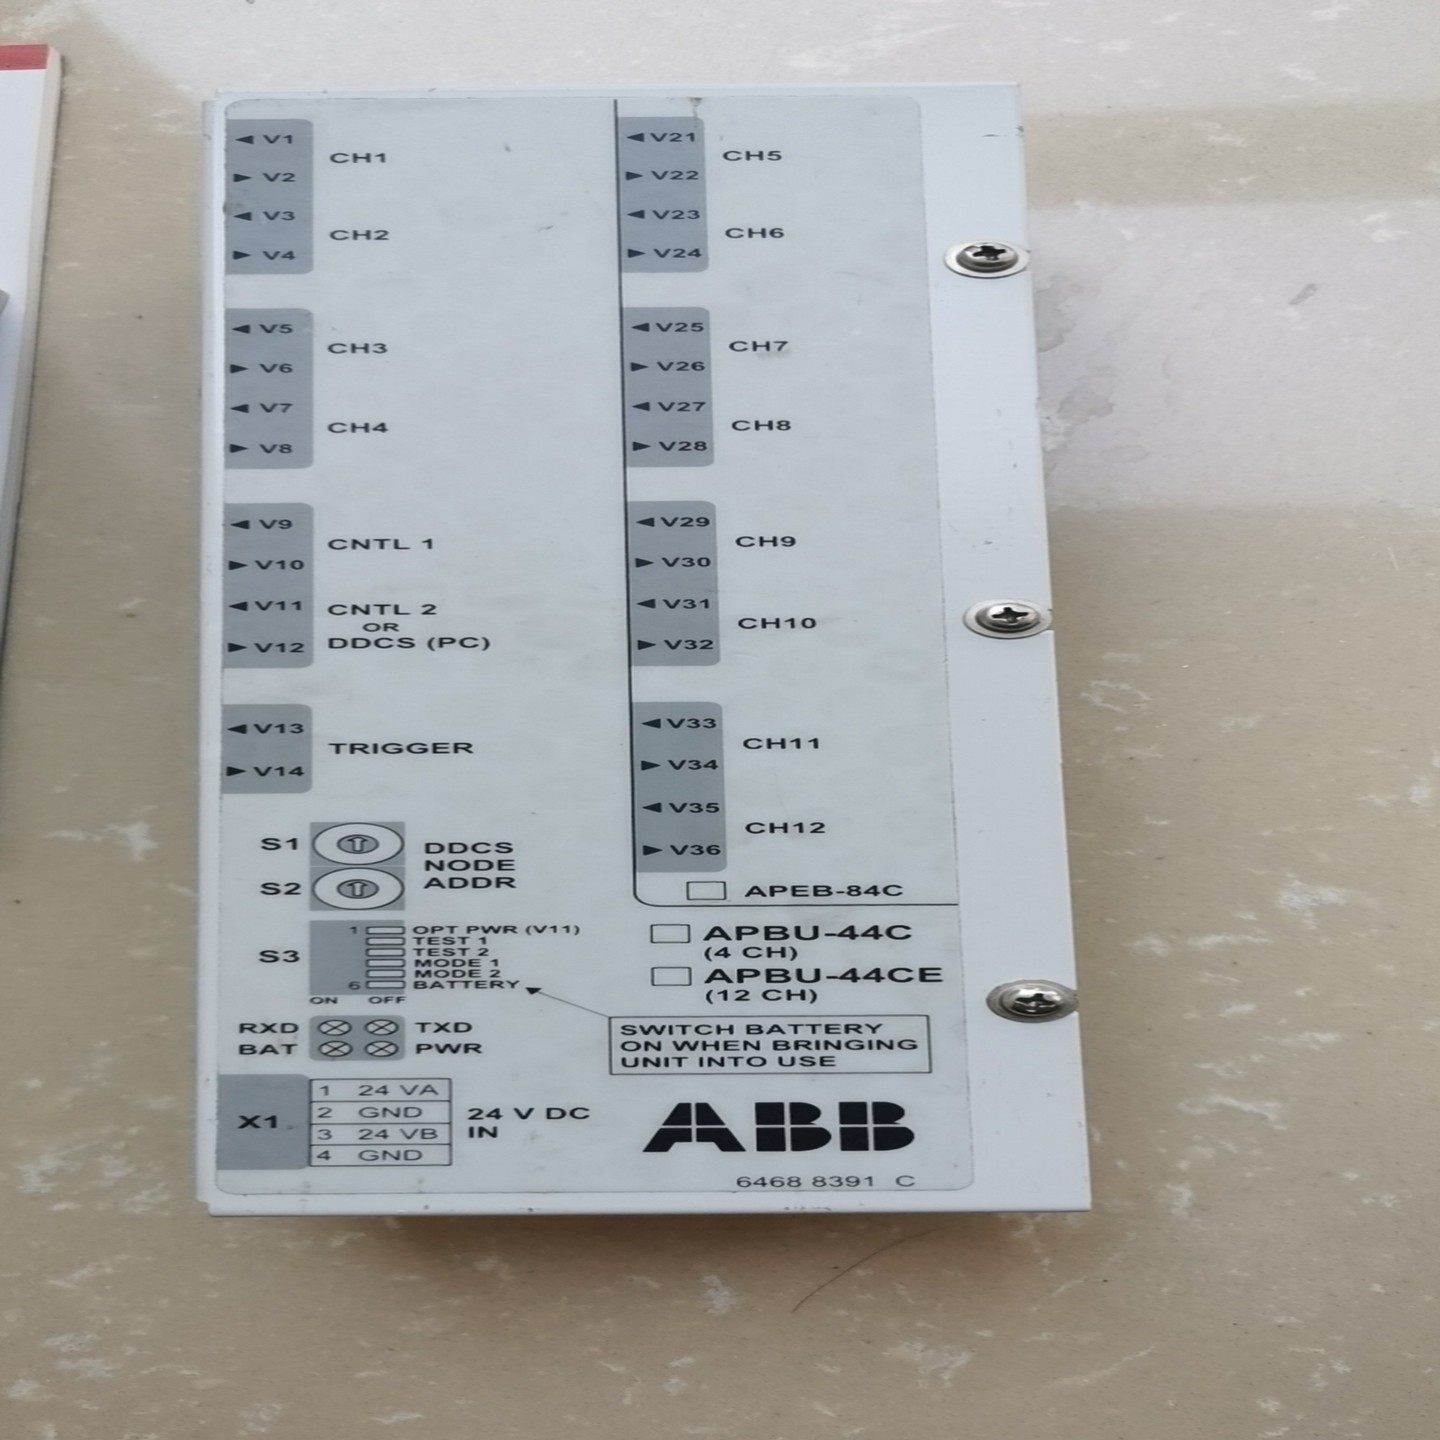 V1
CH1
V2
V3
CH2
V4
V5
CH3
V6
V7
CH4
V8
V9
CNTL 1
V10
V11
CNTL 2
OR
DDCS (PC)
V12
V13
TRIGGER
V14
S1
S2
DDCS
NODE
ADDR
S3
1
OPT PWR (V11)
TEST 1
TEST 2
MODE 1
MODE 2
6
BATTERY
ON OFF
RXD TXD
BAT PWR
X1
1 24 VA
2 GND
3 24 VB
4 GND
24 V DC
IN
V21
CH5
V22
V23
CH6
V24
V25
CH7
V26
V27
CH8
V28
V29
CH9
V30
V31
CH10
V32
V33
CH11
V34
V35
CH12
V36
APEB-84C
APBU-44C
(4 CH)
APBU-44CE
(12 CH)
SWITCH BATTERY
ON WHEN BRINGING
UNIT INTO USE
ABB
6468 8391 C